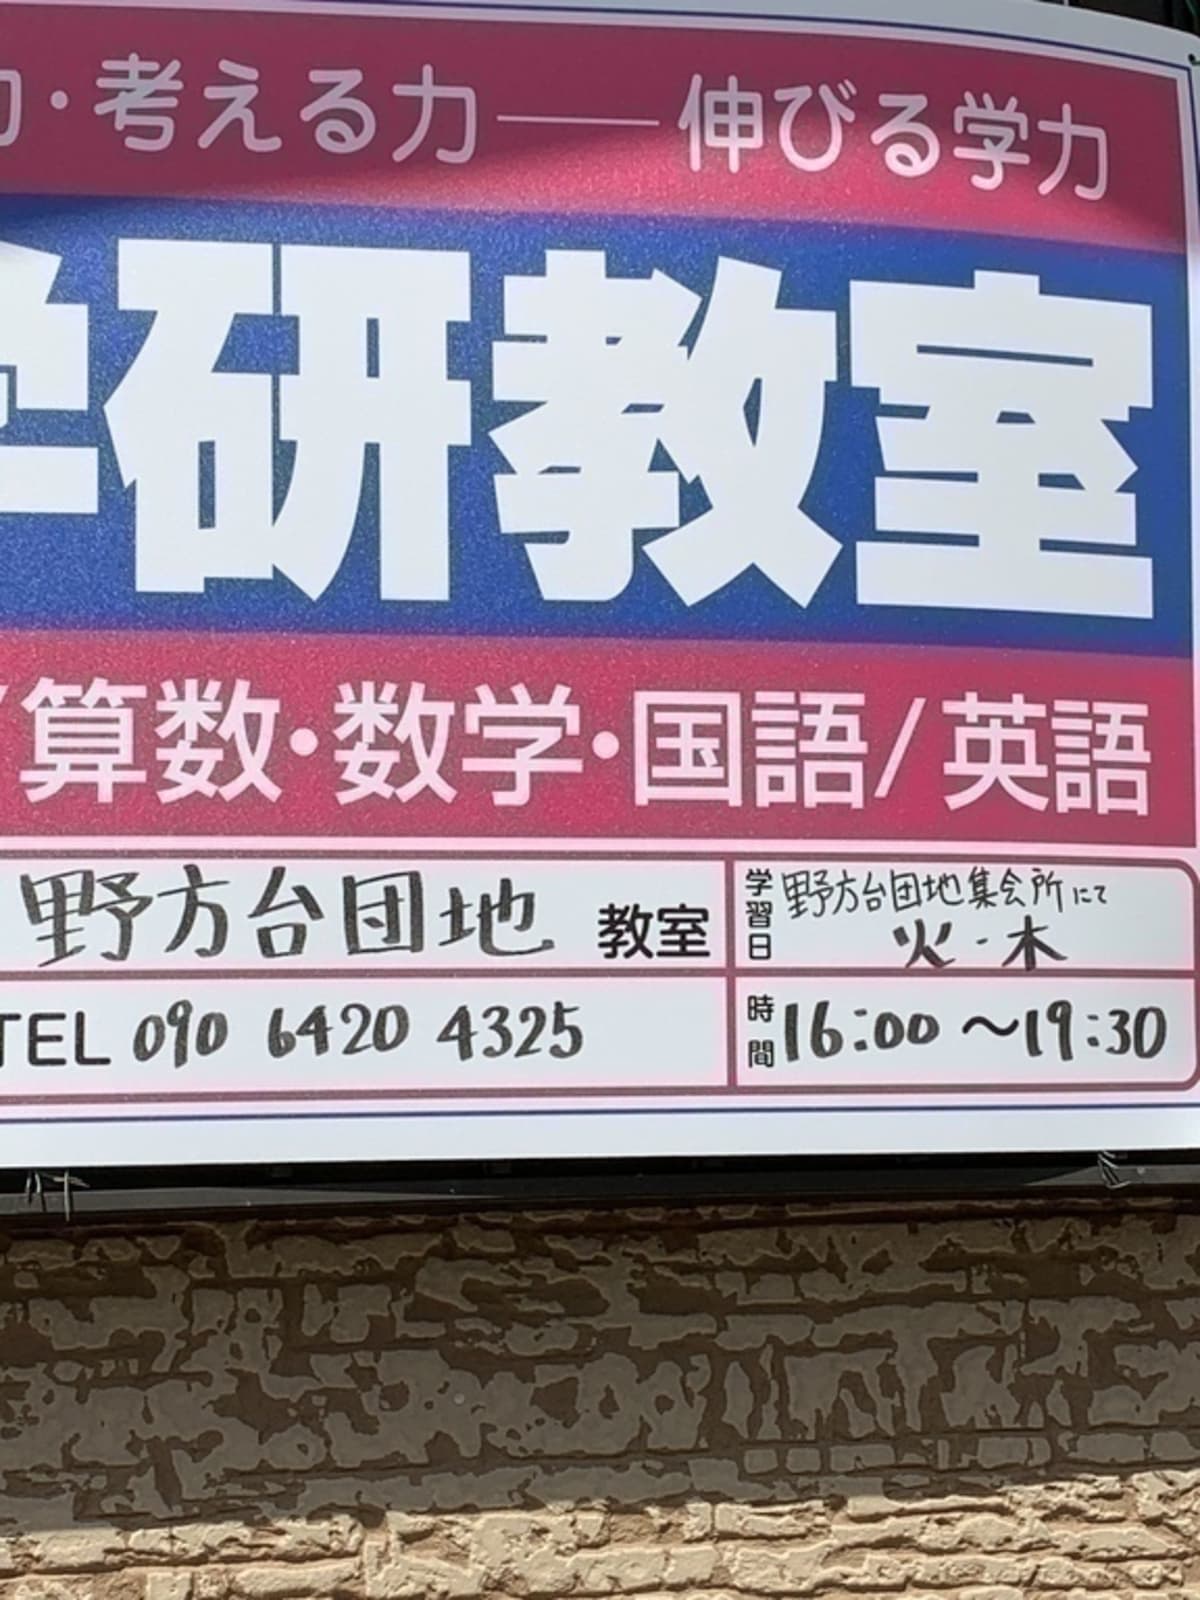 ・考える力――伸びる学力
学研教室
/算数・数学・国語/英語
野方台団地 教室
学習日 野方台団地集会所にて
火・木
TEL 090 6420 4325
時間 16:00 〜19:30